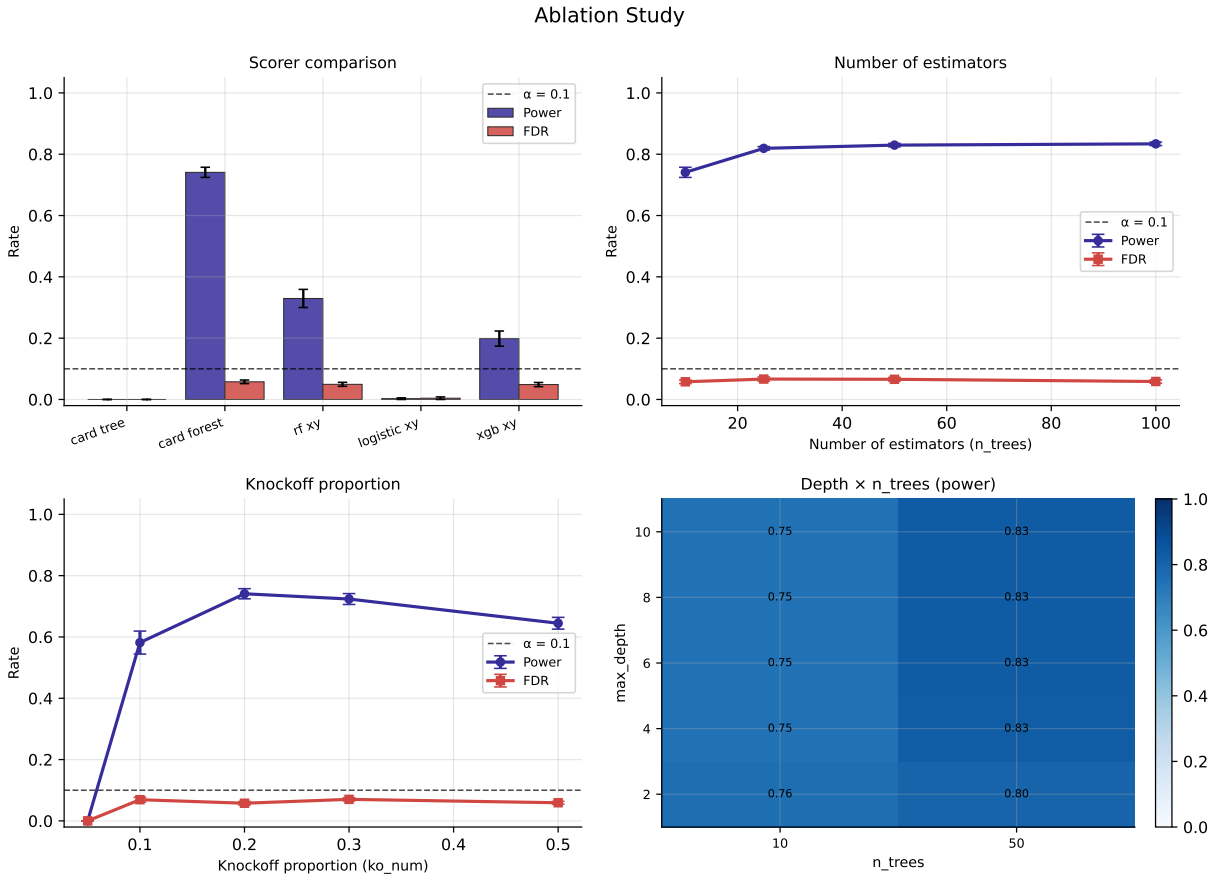 Ablation Study
Scorer comparison
Rate
1.0
0.8
0.6
0.4
0.2
0.0
card tree
card forest
rf xy
logistic xy
xgb xy
α = 0.1
Power
FDR
Number of estimators
Rate
1.0
0.8
0.6
0.4
0.2
0.0
20 40 60 80 100
Number of estimators (n_trees)
α = 0.1
Power
FDR
Knockoff proportion
Rate
1.0
0.8
0.6
0.4
0.2
0.0
0.1 0.2 0.3 0.4 0.5
Knockoff proportion (ko_num)
α = 0.1
Power
FDR
Depth × n_trees (power)
max_depth
10 0.75 0.83
8 0.75 0.83
6 0.75 0.83
4 0.75 0.83
2 0.76 0.80
10 50
n_trees
1.0
0.8
0.6
0.4
0.2
0.0